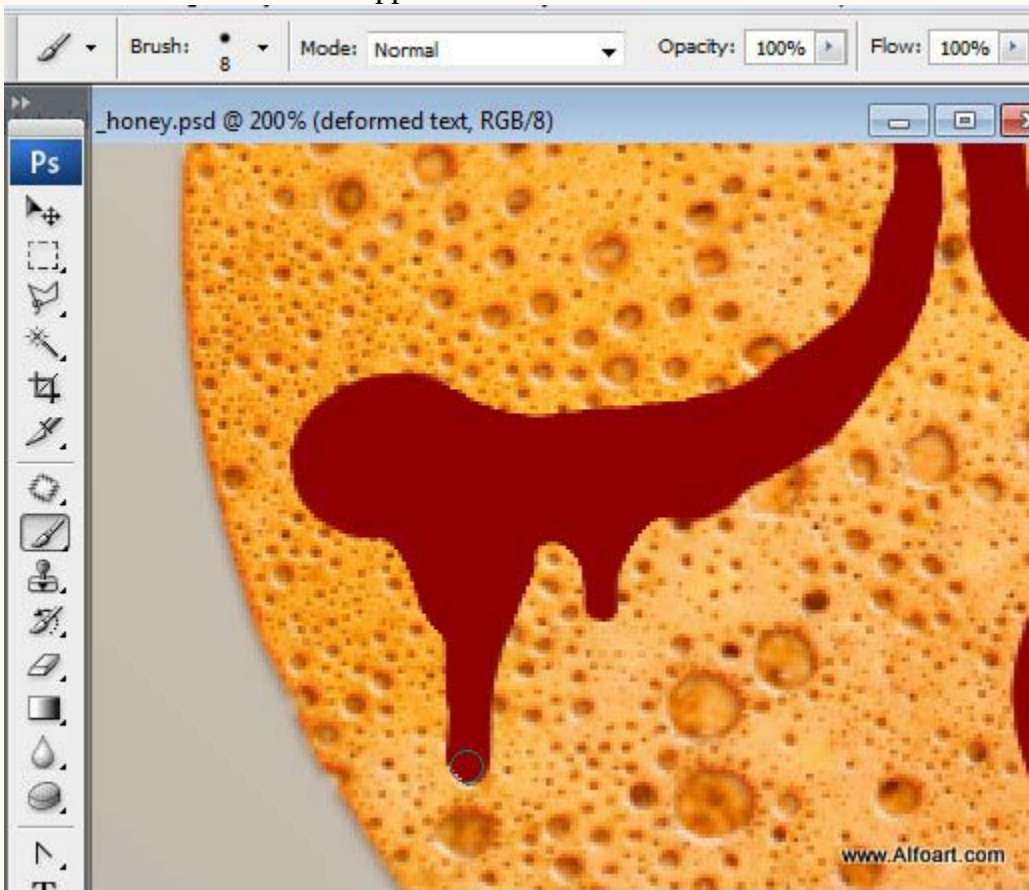 Brush: 8 Mode: Normal Opacity: 100% Flow: 100%
_honey.psd @ 200% (deformed text, RGB/8)
Ps
T
www.Alfoart.com